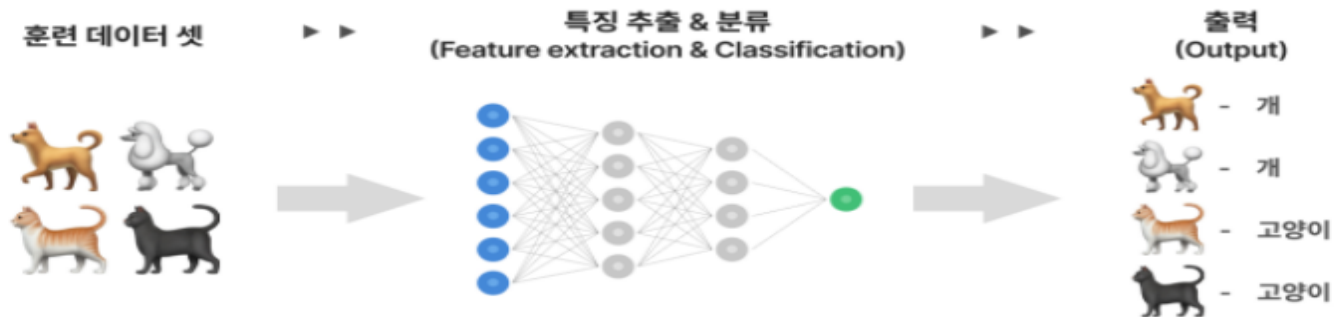 훈련 데이터 셋
특징 추출 & 분류
(Feature extraction & Classification)
출력
(Output)
- 개
- 개
- 고양이
- 고양이